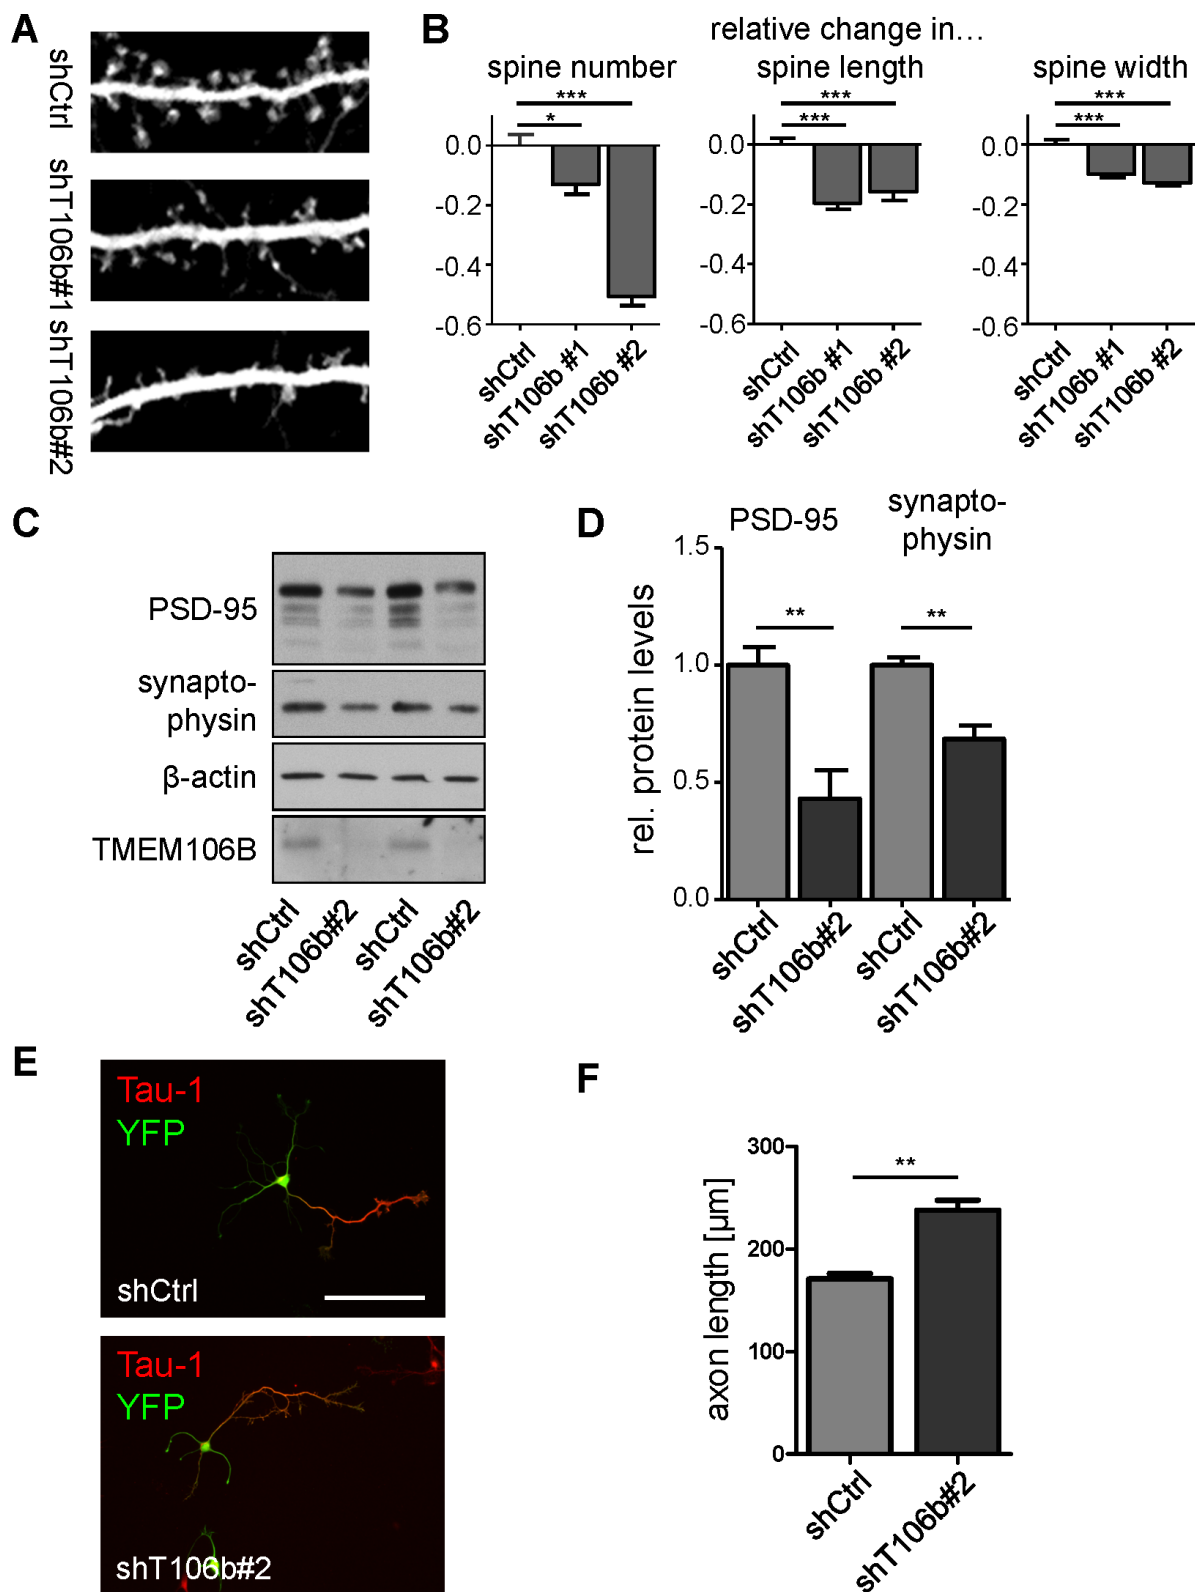 A
shCtrl
shT106b#1
shT106b#2
B
relative change in...
spine number
spine length
spine width
***
*
0.0
-0.2
-0.4
-0.6
shCtrl
shT106b #1
shT106b #2
***
***
0.0
-0.2
-0.4
-0.6
shCtrl
shT106b #1
shT106b #2
***
***
0.0
-0.2
-0.4
-0.6
shCtrl
shT106b #1
shT106b #2
C
PSD-95
synapto-
physin
β-actin
TMEM106B
shCtrl
shT106b#2
shCtrl
shT106b#2
D
PSD-95
synapto-
physin
rel. protein levels
1.5
1.0
0.5
0.0
**
**
shCtrl
shT106b#2
shCtrl
shT106b#2
E
Tau-1
YFP
shCtrl
Tau-1
YFP
shT106b#2
F
axon length [µm]
300
200
100
0
**
shCtrl
shT106b#2